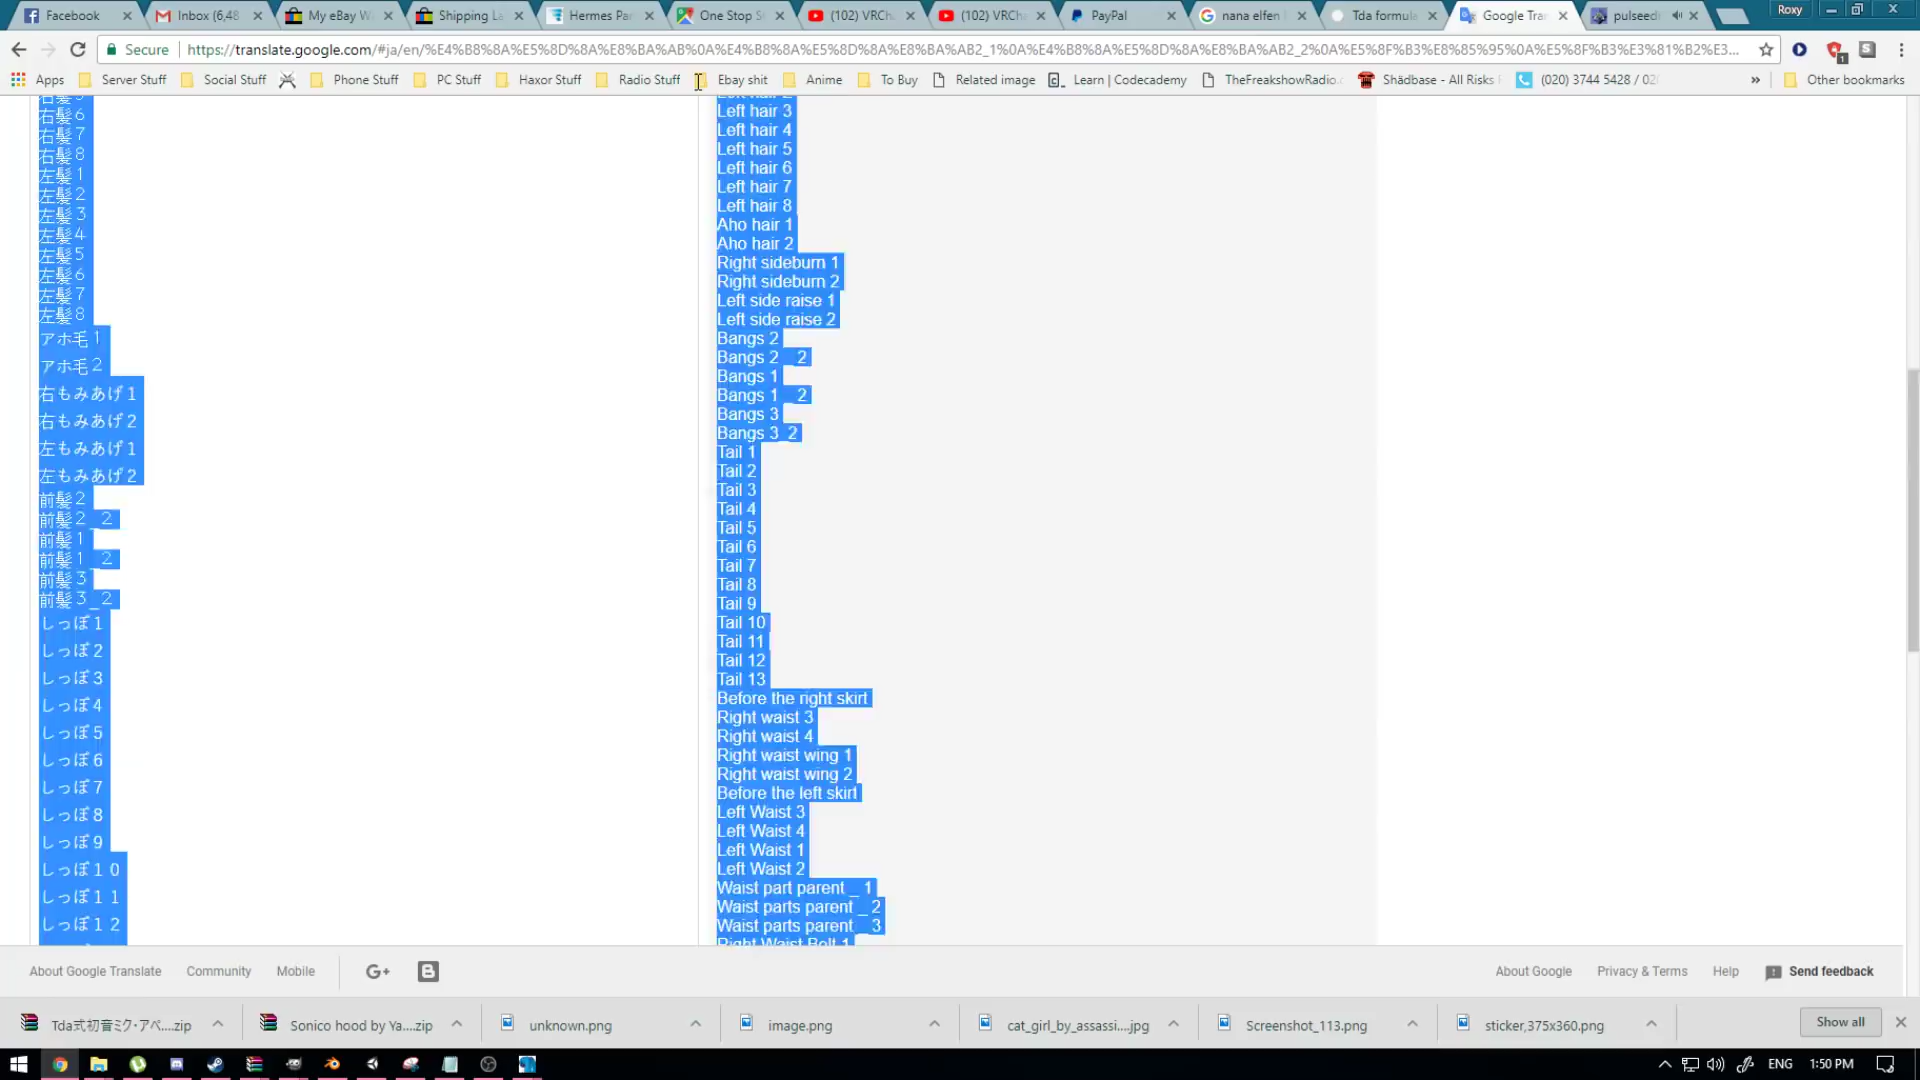 Facebook
Inbox (6,48
My eBay W
Shipping La
Hermes Pa
One Stop S
(102) VRCh
(102) VRCh
PayPal
nana elfen l
Tda formula
Google Tra
pulseedi
Roxy
Secure
https://translate.google.com/#ja/en/%E4%B8%8A%E5%8D%8A%E8%BA%AB%0A%E4%B8%8A%E5%8D%8A%E8%BA%AB2_1%0A%E4%B8%8A%E5%8D%8A%E8%BA%AB2_2%0A%E5%8F%B3%E8%85%95%0A%E5%8F%B3%E3%81%B2%E3...
Apps
Server Stuff
Social Stuff
Phone Stuff
PC Stuff
Haxor Stuff
Radio Stuff
Ebay shit
Anime
To Buy
Related image
Learn | Codecademy
TheFreakshowRadio.c
Shädbase - All Risks F
(020) 3744 5428 / 020
»
Other bookmarks
右髪5
右髪6
右髪7
右髪8
左髪1
左髪2
左髪3
左髪4
左髪5
左髪6
左髪7
左髪8
アホ毛1
アホ毛2
右もみあげ1
右もみあげ2
左もみあげ1
左もみあげ2
前髪2
前髪2_2
前髪1
前髪1_2
前髪3
前髪3_2
しっぽ1
しっぽ2
しっぽ3
しっぽ4
しっぽ5
しっぽ6
しっぽ7
しっぽ8
しっぽ9
しっぽ10
しっぽ11
しっぽ12
Left hair 2
Left hair 3
Left hair 4
Left hair 5
Left hair 6
Left hair 7
Left hair 8
Aho hair 1
Aho hair 2
Right sideburn 1
Right sideburn 2
Left side raise 1
Left side raise 2
Bangs 2
Bangs 2 _ 2
Bangs 1
Bangs 1 _ 2
Bangs 3
Bangs 3_2
Tail 1
Tail 2
Tail 3
Tail 4
Tail 5
Tail 6
Tail 7
Tail 8
Tail 9
Tail 10
Tail 11
Tail 12
Tail 13
Before the right skirt
Right waist 3
Right waist 4
Right waist wing 1
Right waist wing 2
Before the left skirt
Left Waist 3
Left Waist 4
Left Waist 1
Left Waist 2
Waist part parent _ 1
Waist parts parent _ 2
Waist parts parent _ 3
Right Waist Belt 1
About Google Translate
Community
Mobile
G+
About Google
Privacy & Terms
Help
Send feedback
Tda式初音ミク・アペ....zip
Sonico hood by Ya....zip
unknown.png
image.png
cat_girl_by_assassi....jpg
Screenshot_113.png
sticker,375x360.png
Show all
ENG
1:50 PM